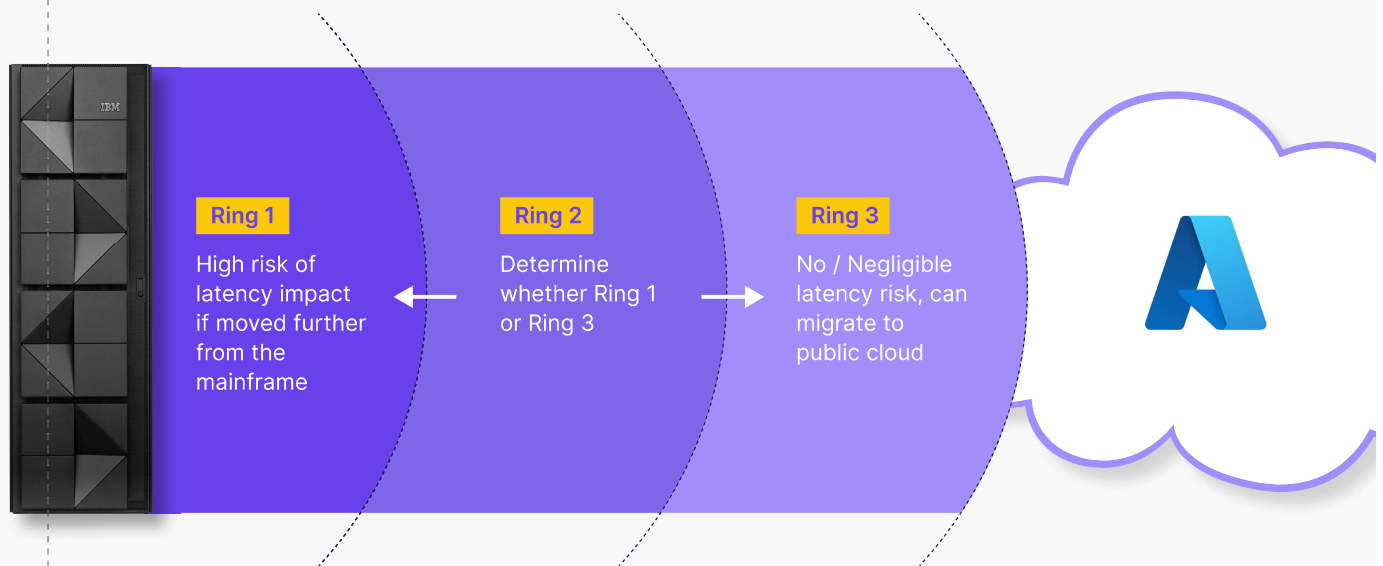 IBM
Ring 1
High risk of
latency impact
if moved further
from the
mainframe
Ring 2
Determine
whether Ring 1
or Ring 3
Ring 3
No / Negligible
latency risk, can
migrate to
public cloud